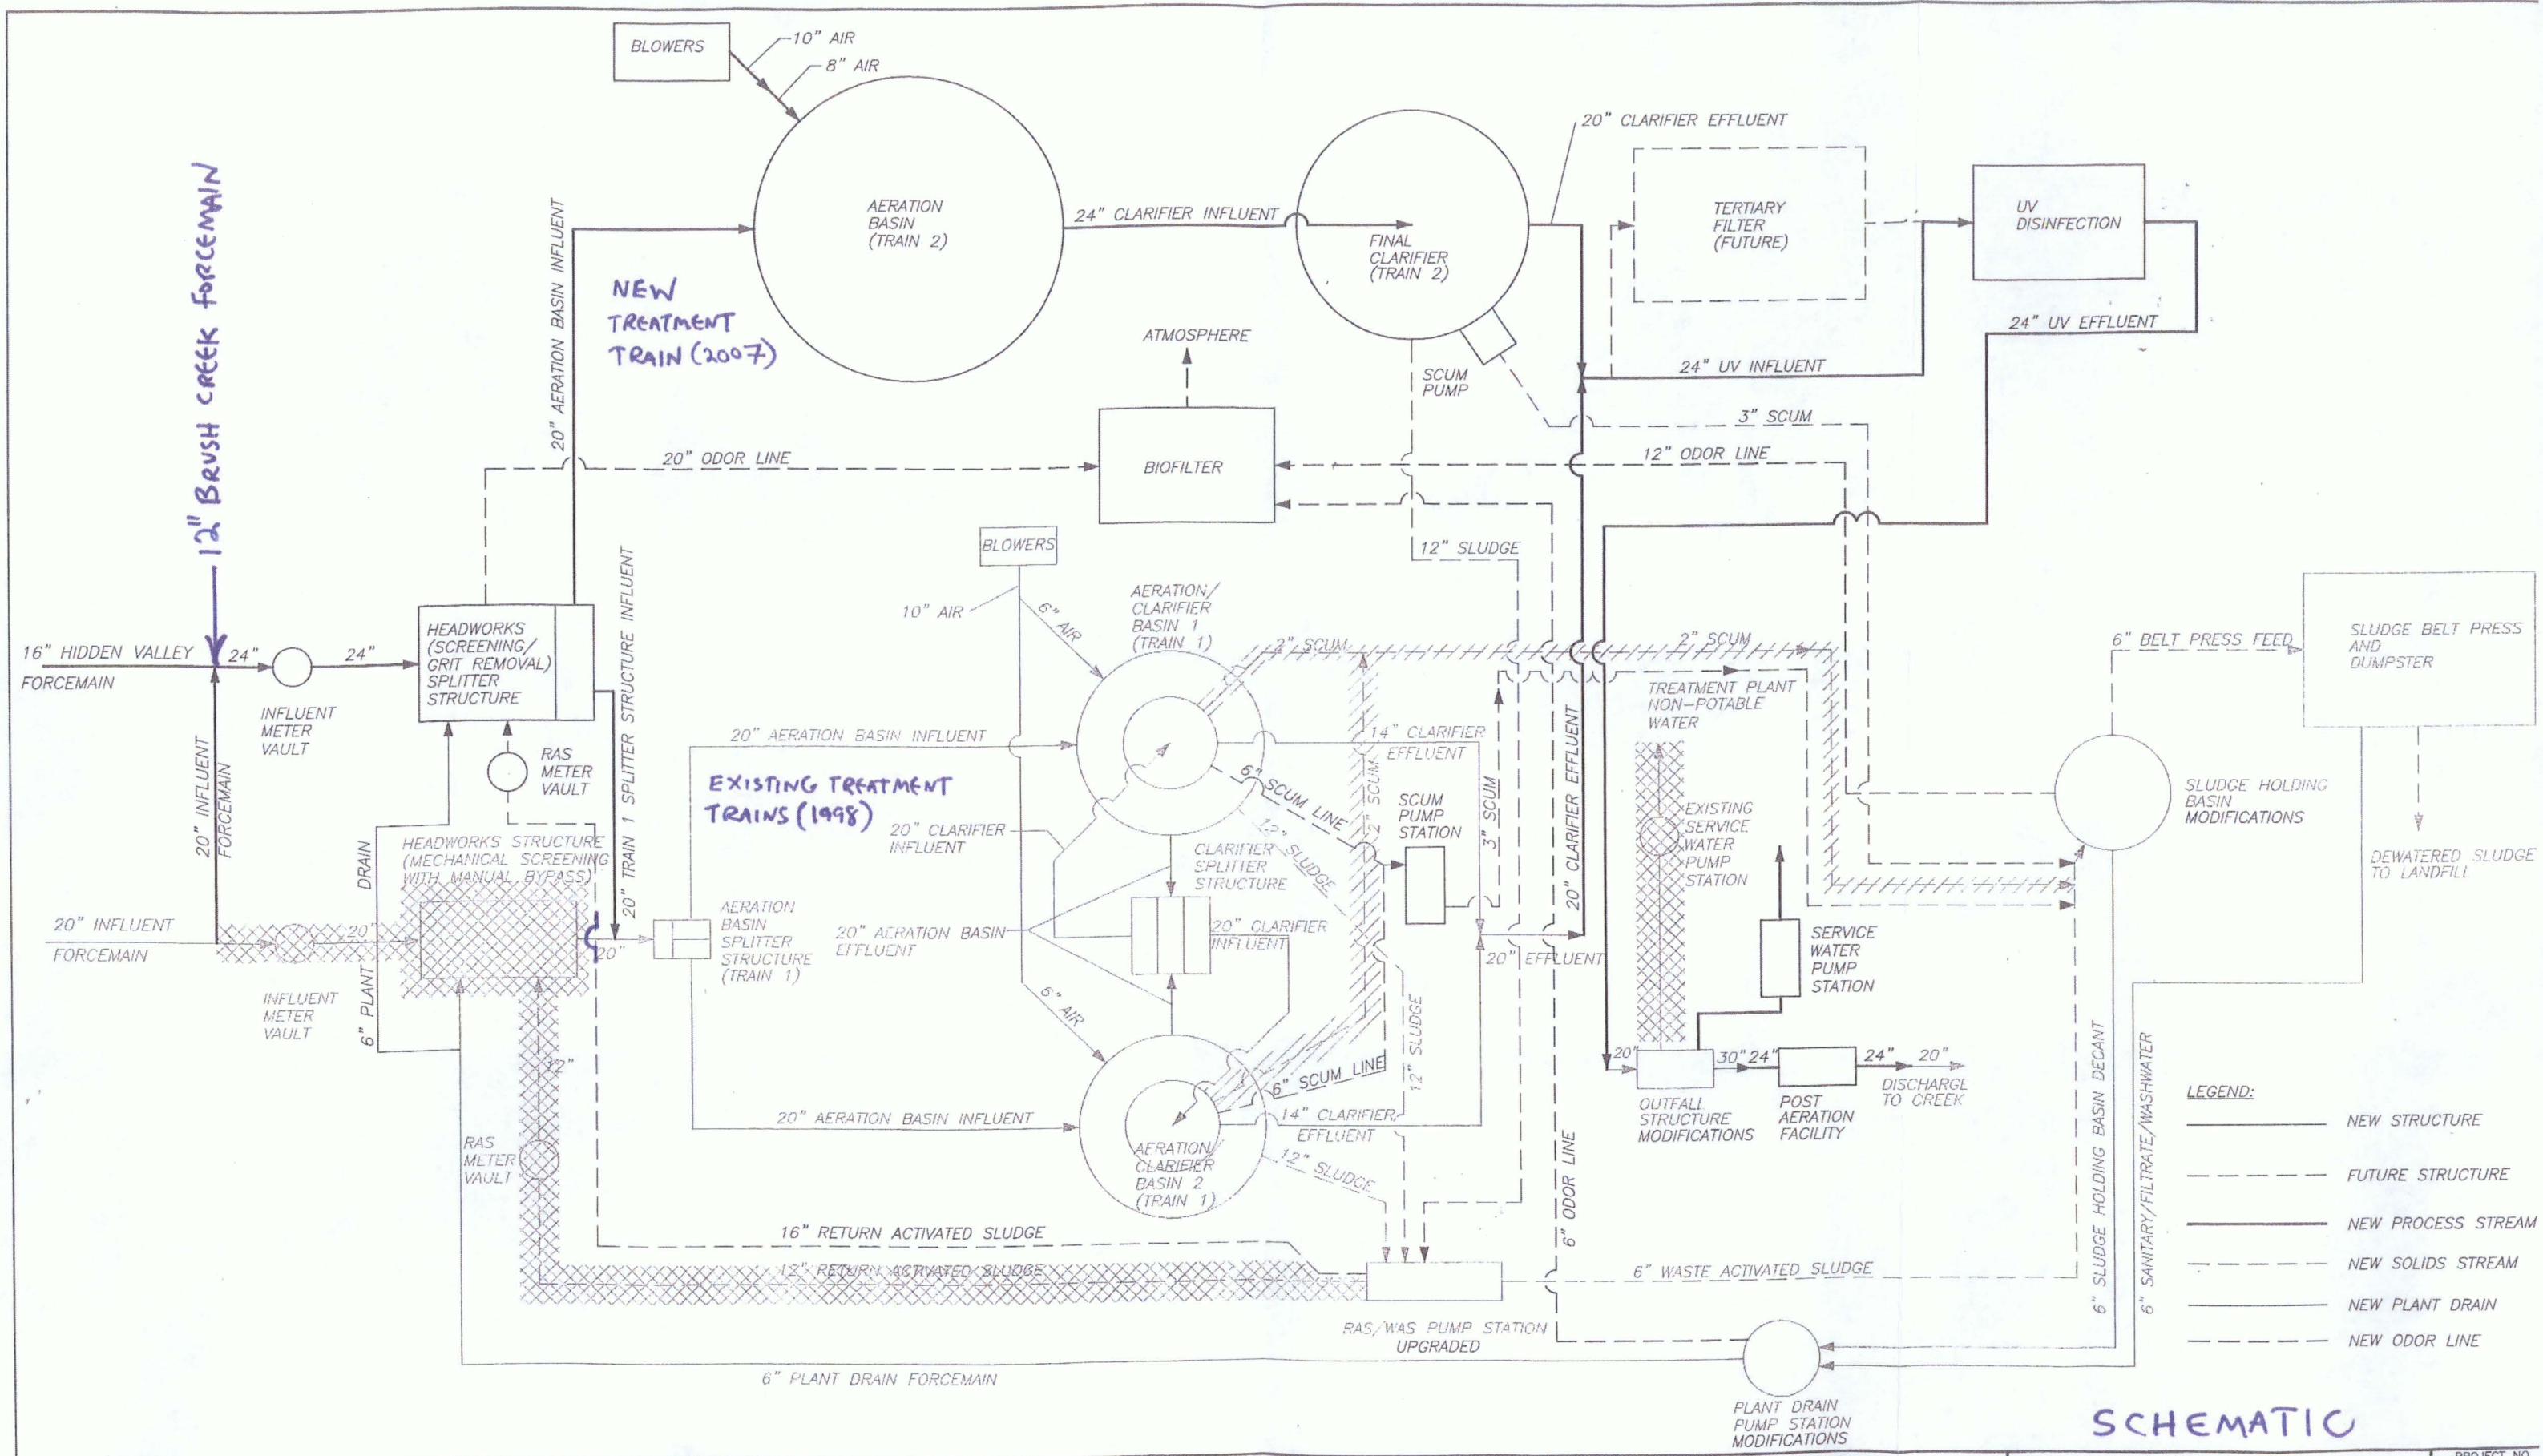 BLOWERS
10" AIR
8" AIR
AERATION
BASIN
(TRAIN 2)
24" CLARIFIER INFLUENT
FINAL
CLARIFIER
(TRAIN 2)
20" CLARIFIER EFFLUENT
TERTIARY
FILTER
(FUTURE)
UV
DISINFECTION
24" UV EFFLUENT
24" UV INFLUENT
12" BRUSH CREEK FORCEMAIN
20" AERATION BASIN INFLUENT
NEW
TREATMENT
TRAIN (2007)
ATMOSPHERE
SCUM
PUMP
3" SCUM
20" ODOR LINE
BIOFILTER
12" ODOR LINE
BLOWERS
12" SLUDGE
10" AIR
6" AIR
AERATION/
CLARIFIER
BASIN 1
(TRAIN 1)
16" HIDDEN VALLEY
FORCEMAIN
24"
24"
HEADWORKS
(SCREENING/
GRIT REMOVAL)
SPLITTER
STRUCTURE
INFLUENT
METER
VAULT
RAS
METER
VAULT
20" TRAIN 1 SPLITTER STRUCTURE INFLUENT
2" SCUM
2" SCUM
6" BELT PRESS FEED
SLUDGE BELT PRESS
AND
DUMPSTER
TREATMENT PLANT
NON-POTABLE
WATER
20" INFLUENT
FORCEMAIN
20" AERATION BASIN INFLUENT
14" CLARIFIER
EFFLUENT
EXISTING TREATMENT
TRAINS (1998)
6" SCUM LINE
2" SCUM
SCUM
PUMP
STATION
3" SCUM
20" CLARIFIER EFFLUENT
EXISTING
SERVICE
WATER
PUMP
STATION
SLUDGE HOLDING
BASIN
MODIFICATIONS
20" CLARIFIER
INFLUENT
12" SLUDGE
CLARIFIER
SPLITTER
STRUCTURE
HEADWORKS STRUCTURE
(MECHANICAL SCREENING
WITH MANUAL BYPASS)
DEWATERED SLUDGE
TO LANDFILL
6" PLANT DRAIN
20" INFLUENT
FORCEMAIN
20"
20"
AERATION
BASIN
SPLITTER
STRUCTURE
(TRAIN 1)
20" AERATION BASIN
EFFLUENT
20" CLARIFIER
INFLUENT
20" EFFLUENT
SERVICE
WATER
PUMP
STATION
INFLUENT
METER
VAULT
6" AIR
12" SLUDGE
12"
20"
30"
24"
24"
20"
DISCHARGE
TO CREEK
OUTFALL
STRUCTURE
MODIFICATIONS
POST
AERATION
FACILITY
6" SCUM LINE
20" AERATION BASIN INFLUENT
14" CLARIFIER
EFFLUENT
AERATION/
CLARIFIER
BASIN 2
(TRAIN 1)
12" SLUDGE
RAS
METER
VAULT
6" ODOR LINE
6" SLUDGE HOLDING BASIN DECANT
6" SANITARY/FILTRATE/WASHWATER
16" RETURN ACTIVATED SLUDGE
12" RETURN ACTIVATED SLUDGE
6" WASTE ACTIVATED SLUDGE
RAS/WAS PUMP STATION
UPGRADED
6" PLANT DRAIN FORCEMAIN
PLANT DRAIN
PUMP STATION
MODIFICATIONS
LEGEND:
NEW STRUCTURE
FUTURE STRUCTURE
NEW PROCESS STREAM
NEW SOLIDS STREAM
NEW PLANT DRAIN
NEW ODOR LINE
SCHEMATIC
PROJECT NO.